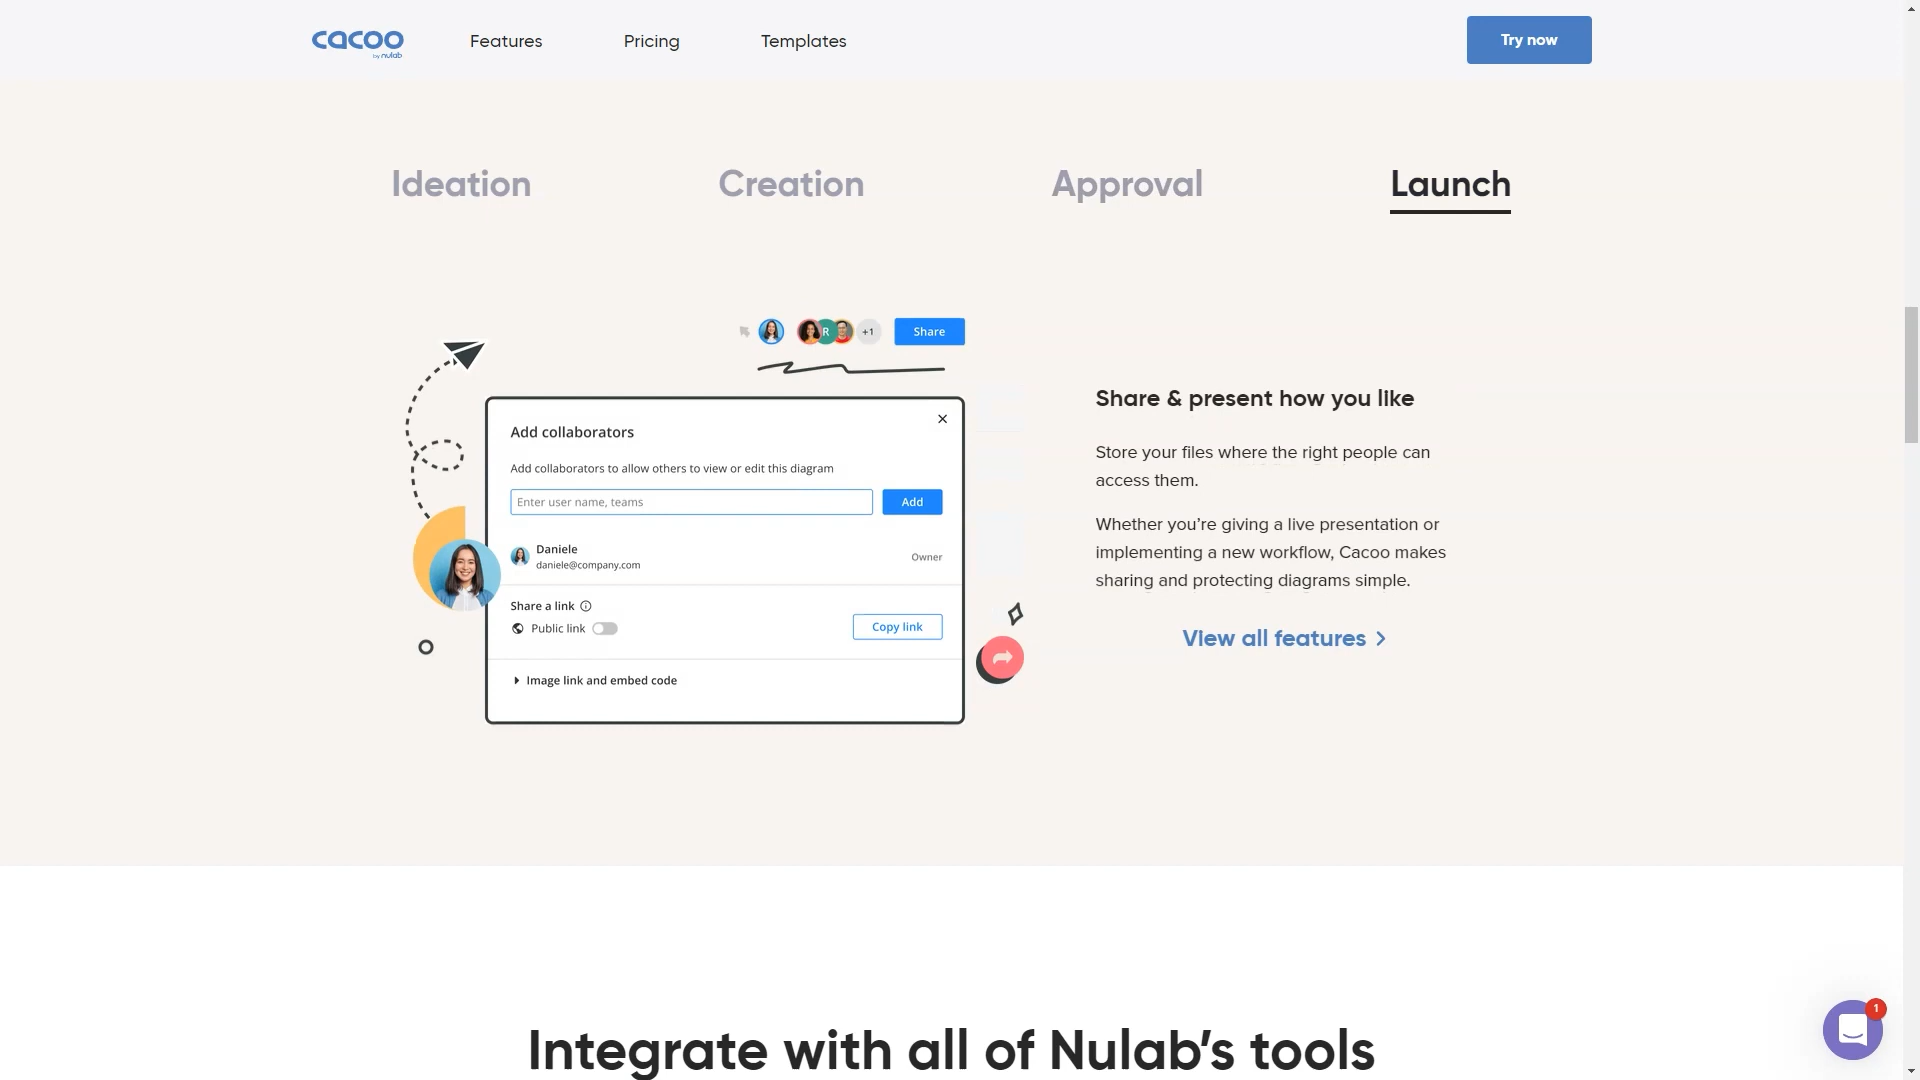 cacoo
by nulab
Features
Pricing
Templates
Try now
Ideation
Creation
Approval
Launch
R
+1
Share
Add collaborators
Add collaborators to allow others to view or edit this diagram
Enter user name, teams
Add
Daniele
daniele@company.com
Owner
Share a link
Public link
Copy link
Image link and embed code
Share & present how you like
Store your files where the right people can
access them.
Whether you’re giving a live presentation or
implementing a new workflow, Cacoo makes
sharing and protecting diagrams simple.
View all features
1
Integrate with all of Nulab’s tools